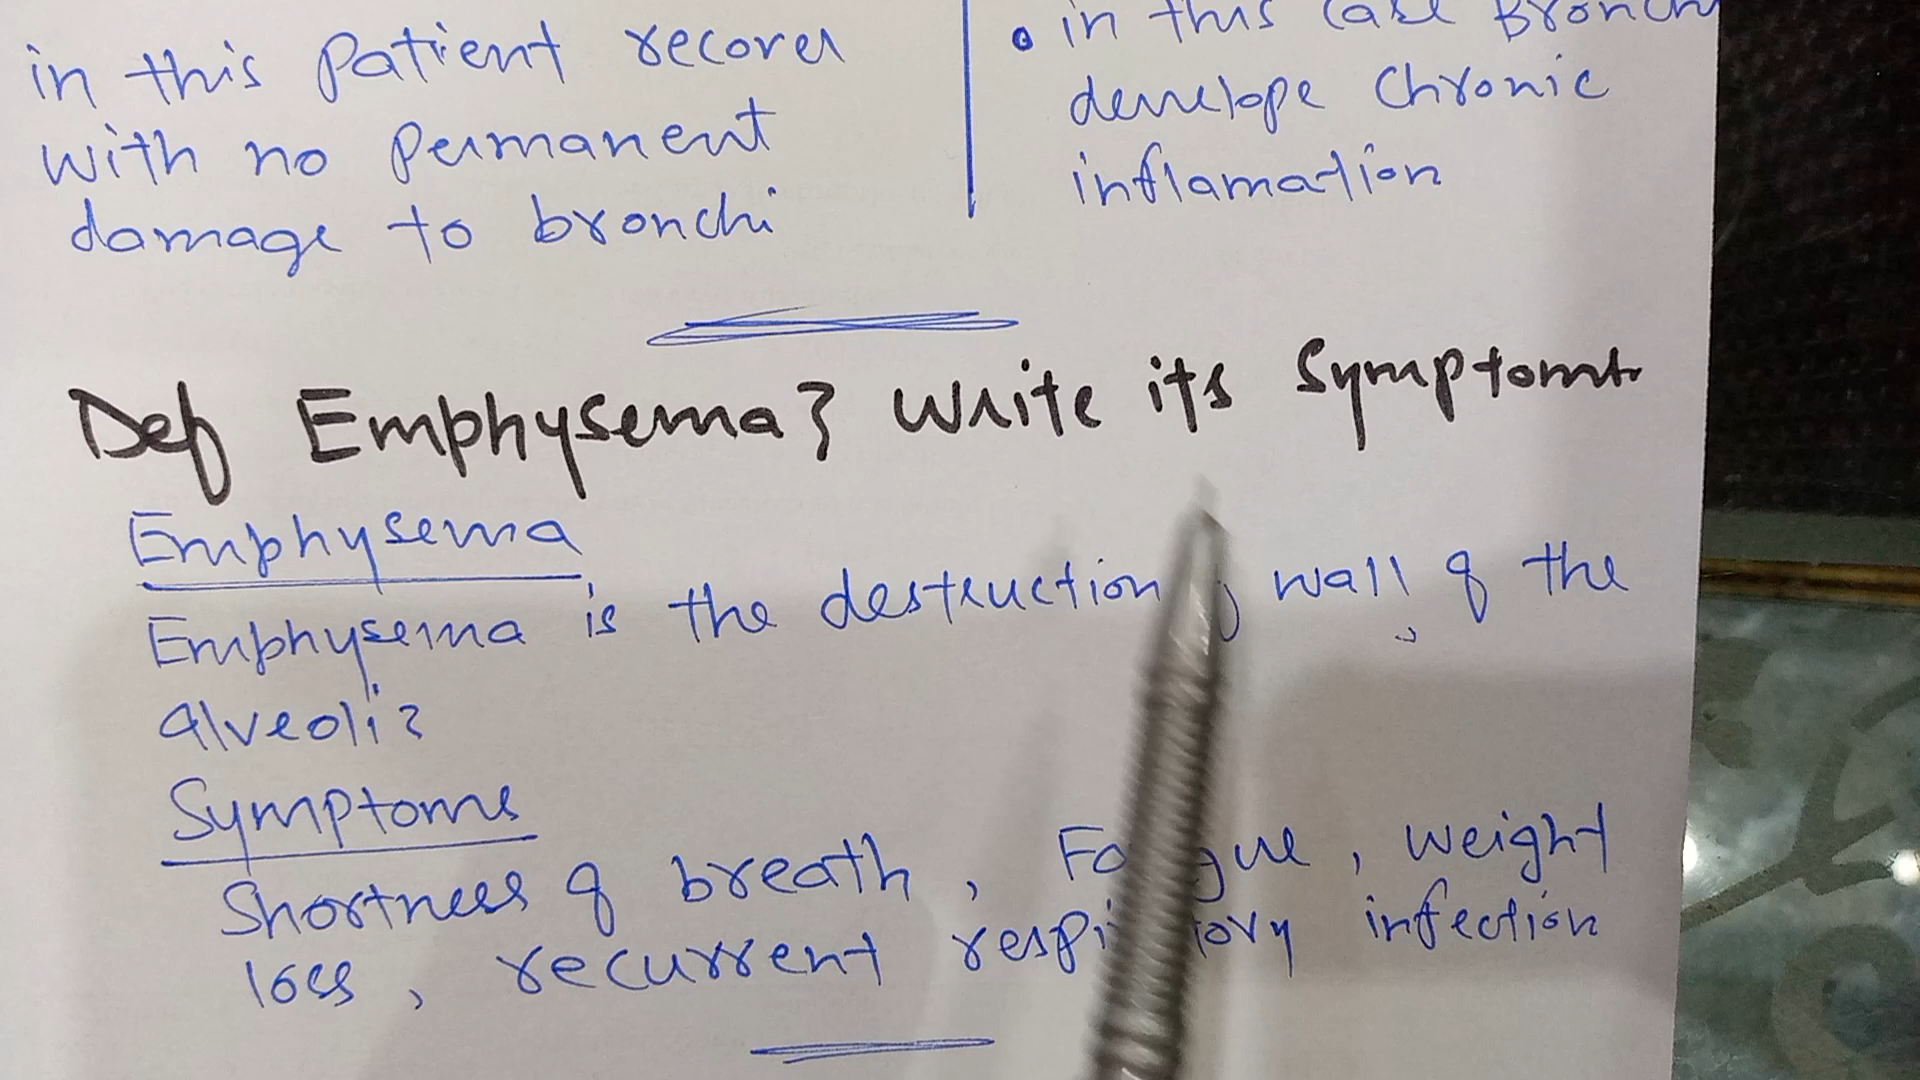 in this Patient recover
with no permanent
damage to bronchi
in this case Bronchi
develope Chronic
inflamation
Def Emphysema? Write its Symptoms
Emphysema
Emphysema is the destruction of wall of the
alveoli?
Symptoms
Shortness of breath, weight
loss, recurrent infection